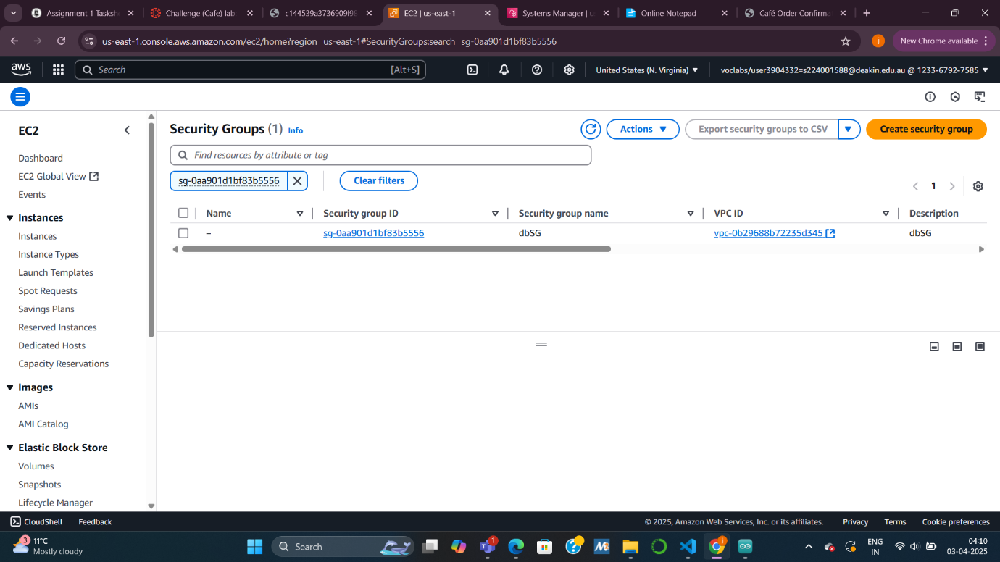 Assignment 1 Tasksh
Challenge (Cafe) lab:
c144539a3736909l98
EC2 | us-east-1
Systems Manager | u
Online Notepad
Café Order Confirma
us-east-1.console.aws.amazon.com/ec2/home?region=us-east-1#SecurityGroups:search=sg-0aa901d1bf83b5556
j
New Chrome available
aws
Search
[Alt+S]
United States (N. Virginia)
voclabs/user3904332=s224001588@deakin.edu.au @ 1233-6792-7585
EC2
Dashboard
EC2 Global View
Events
Instances
Instances
Instance Types
Launch Templates
Spot Requests
Savings Plans
Reserved Instances
Dedicated Hosts
Capacity Reservations
Images
AMIs
AMI Catalog
Elastic Block Store
Volumes
Snapshots
Lifecycle Manager
Security Groups (1) Info
Actions
Export security groups to CSV
Create security group
Find resources by attribute or tag
sg-0aa901d1bf83b5556
Clear filters
1
Name Security group ID Security group name VPC ID Description
– sg-0aa901d1bf83b5556 dbSG vpc-0b29688b72235d345 dbSG
CloudShell Feedback
© 2025, Amazon Web Services, Inc. or its affiliates. Privacy Terms Cookie preferences
3
11°C
Mostly cloudy
Search
1
j
ENG
IN
04:10
03-04-2025